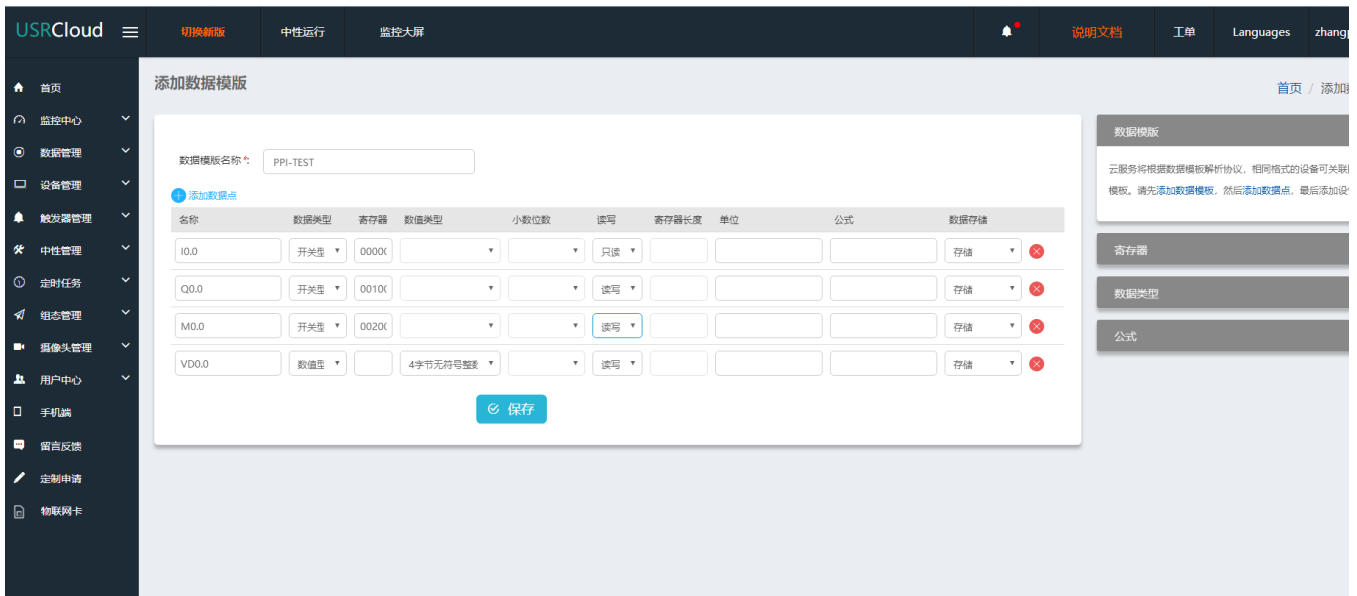 USRCloud 切换新版 中性运行 监控大屏 说明文档 工单 Languages zhangp
首页
监控中心
数据管理
设备管理
触发器管理
中性管理
定时任务
组态管理
摄像头管理
用户中心
手机端
留言反馈
定制申请
物联网卡
添加数据模版
首页 / 添加数
数据模版名称*: PPI-TEST
添加数据点
名称 数据类型 寄存器 数值类型 小数位数 读写 寄存器长度 单位 公式 数据存储
I0.0 开关型 0000( 只读 存储
Q0.0 开关型 0010( 读写 存储
M0.0 开关型 0020( 读写 存储
VD0.0 数值型 4字节无符号整数 读写 存储
保存
数据模版
云服务将根据数据模板解析协议，相同格式的设备可关联
模板。请先添加数据模板，然后添加数据点，最后添加设
寄存器
数据类型
公式